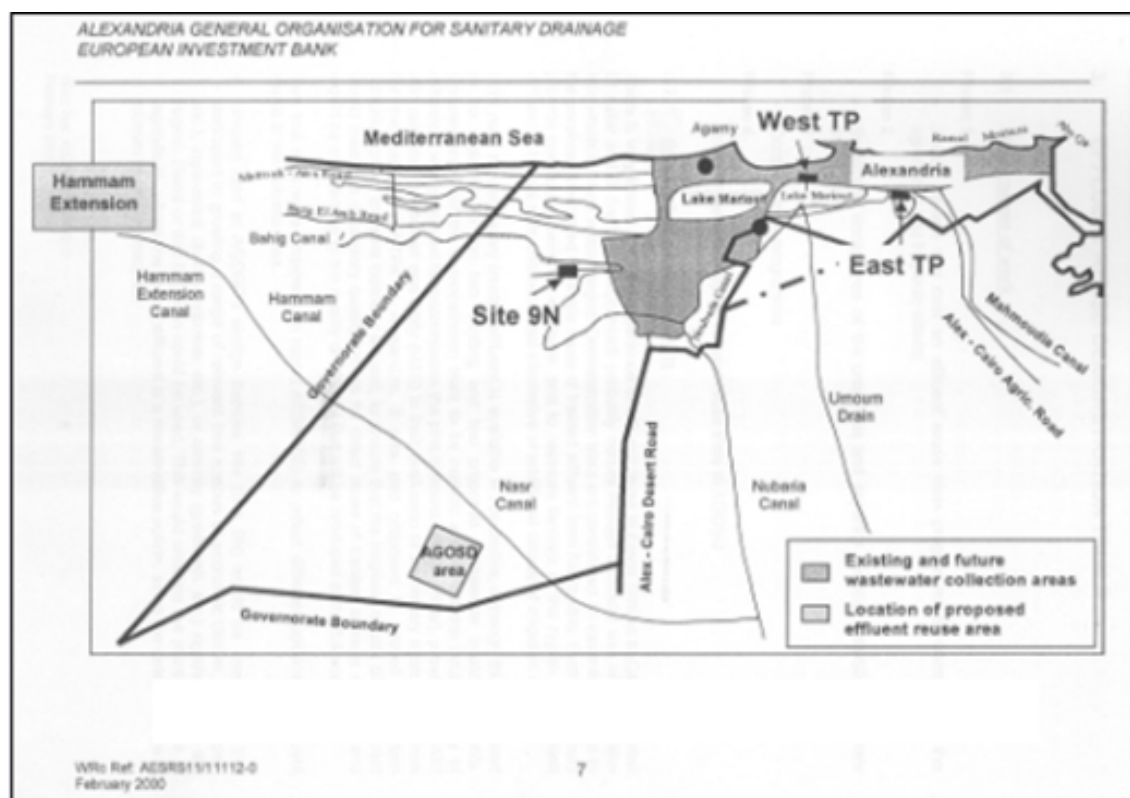 ALEXANDRIA GENERAL ORGANISATION FOR SANITARY DRAINAGE
EUROPEAN INVESTMENT BANK
Mediterranean Sea
Agamy
West TP
Alexandria
Hammam
Extension
Lake Mariout
Lake Mariout
Bahig Canal
Hammam
Extension
Canal
Hammam
Canal
Site 9N
East TP
Governorate Boundary
Mahmoudia Canal
Alex - Cairo Agric. Road
Umoum
Drain
Alex - Cairo Desert Road
Nasr
Canal
Nubaria
Canal
AGOSD
area
Governorate Boundary
Existing and future
wastewater collection areas
Location of proposed
effluent reuse area
WRc Ref: AESRS11/11112-0
February 2000
7